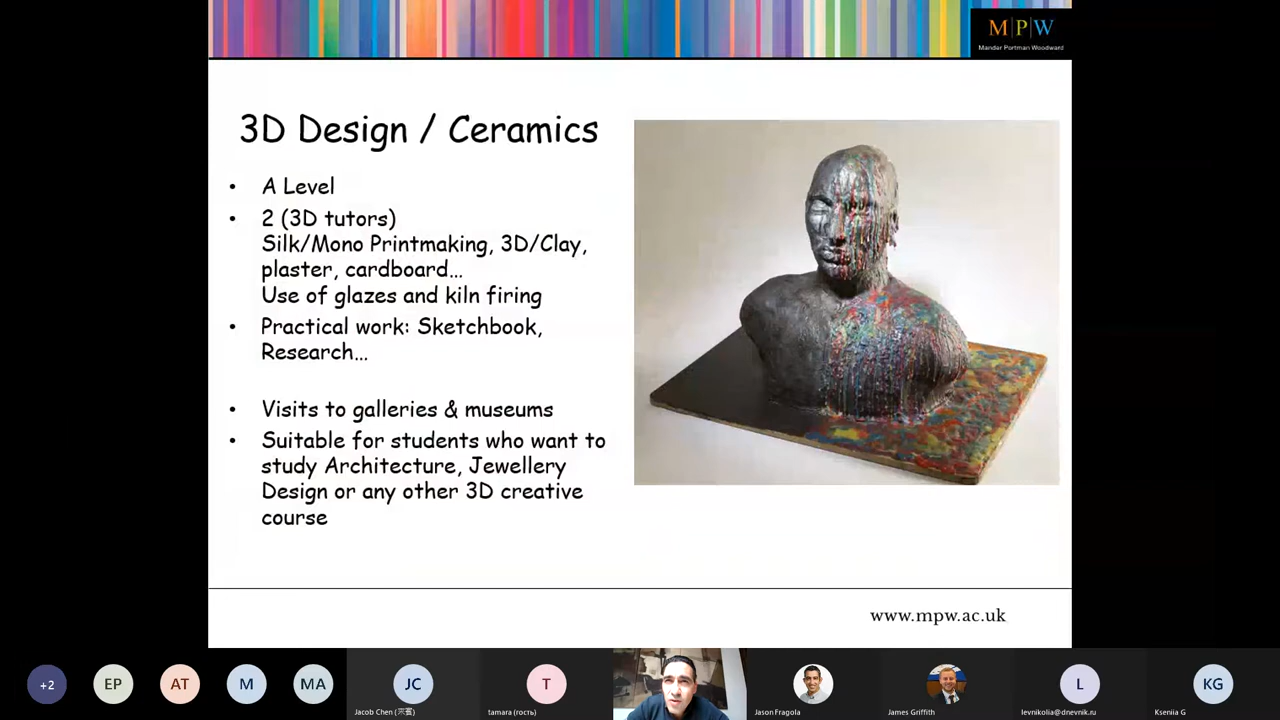 M|P|W
Mander Portman Woodward
3D Design / Ceramics
• A Level
• 2 (3D tutors)
Silk/Mono Printmaking, 3D/Clay,
plaster, cardboard…
Use of glazes and kiln firing
• Practical work: Sketchbook,
Research…
• Visits to galleries & museums
• Suitable for students who want to
study Architecture, Jewellery
Design or any other 3D creative
course
www.mpw.ac.uk
+2
EP
AT
M
MA
JC
T
L
KG
Jacob Chen
tamara (гость)
Jason Fragola
James Griffith
levnikolia@dnevnik.ru
Kseniia G